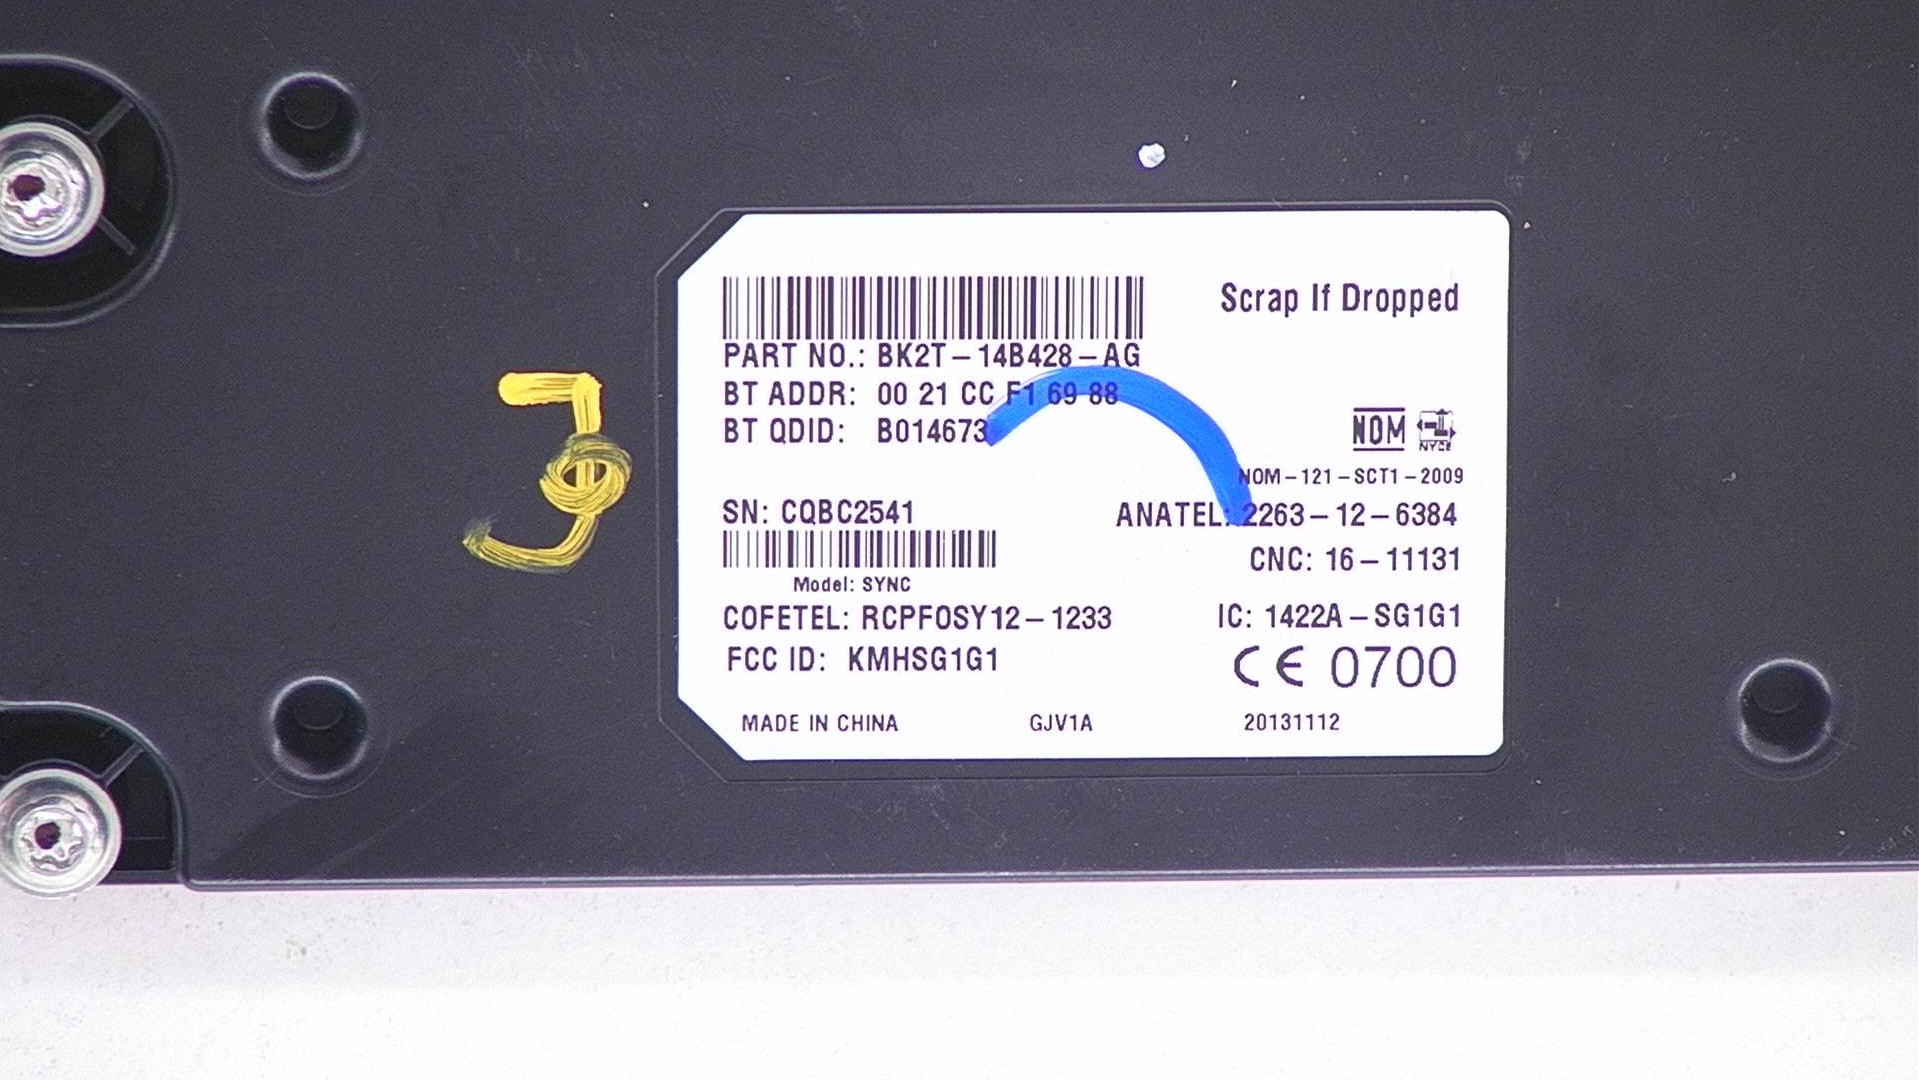 Scrap If Dropped
PART NO.: BK2T-14B428-AG
BT ADDR: 00 21 CC F1 69 88
BT QDID: B014673
NOM NYCE
NOM-121-SCT1-2009
SN: CQBC2541
ANATEL: 2263-12-6384
CNC: 16-11131
Model: SYNC
COFETEL: RCPFOSY12-1233
IC: 1422A-SG1G1
FCC ID: KMHSG1G1
CE 0700
MADE IN CHINA
GJV1A
20131112